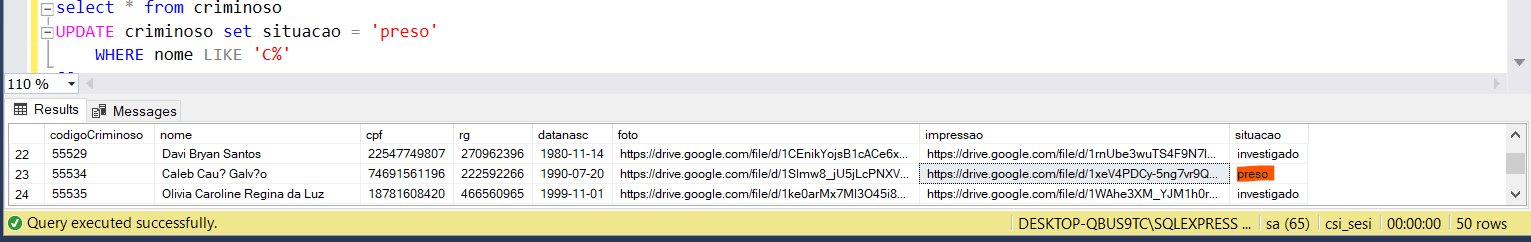 select * from criminoso
UPDATE criminoso set situacao = 'preso'
WHERE nome LIKE 'C%'
110 %
Results Messages
codigoCriminoso nome cpf rg datanasc foto impressao situacao
22 55529 Davi Bryan Santos 22547749807 270962396 1980-11-14 https://drive.google.com/file/d/1CEnikYojsB1cACe6x... https://drive.google.com/file/d/1rnUbe3wuTS4F9N7l... investigado
23 55534 Caleb Cau? Galv?o 74691561196 222592266 1990-07-20 https://drive.google.com/file/d/1Slmw8_jU5jLcPNXV... https://drive.google.com/file/d/1xeV4PDCy-5ng7vr9Q... preso
24 55535 Olivia Caroline Regina da Luz 18781608420 466560965 1999-11-01 https://drive.google.com/file/d/1ke0arMx7Ml3O45i8... https://drive.google.com/file/d/1WAhe3XM_YJM1h0r... investigado
Query executed successfully. DESKTOP-QBUS9TC\SQLEXPRESS ... sa (65) csi_sesi 00:00:00 50 rows